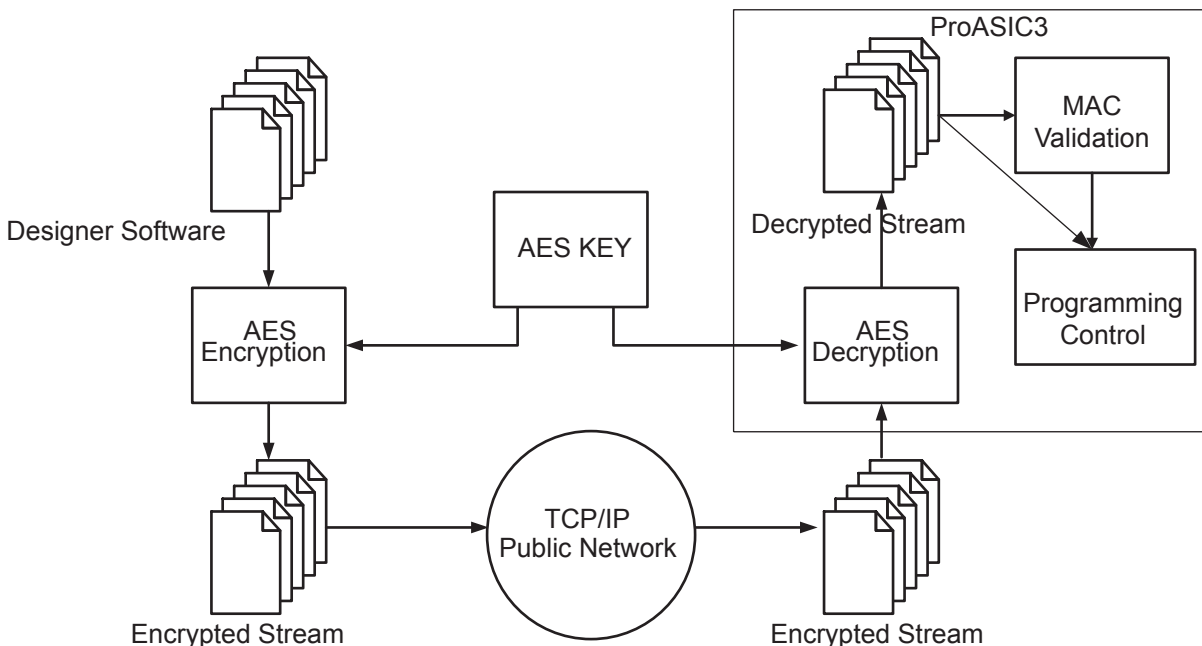 ProASIC3
MAC
Validation
Designer Software
Decrypted Stream
AES KEY
Programming
Control
AES
Encryption
AES
Decryption
TCP/IP
Public Network
Encrypted Stream
Encrypted Stream